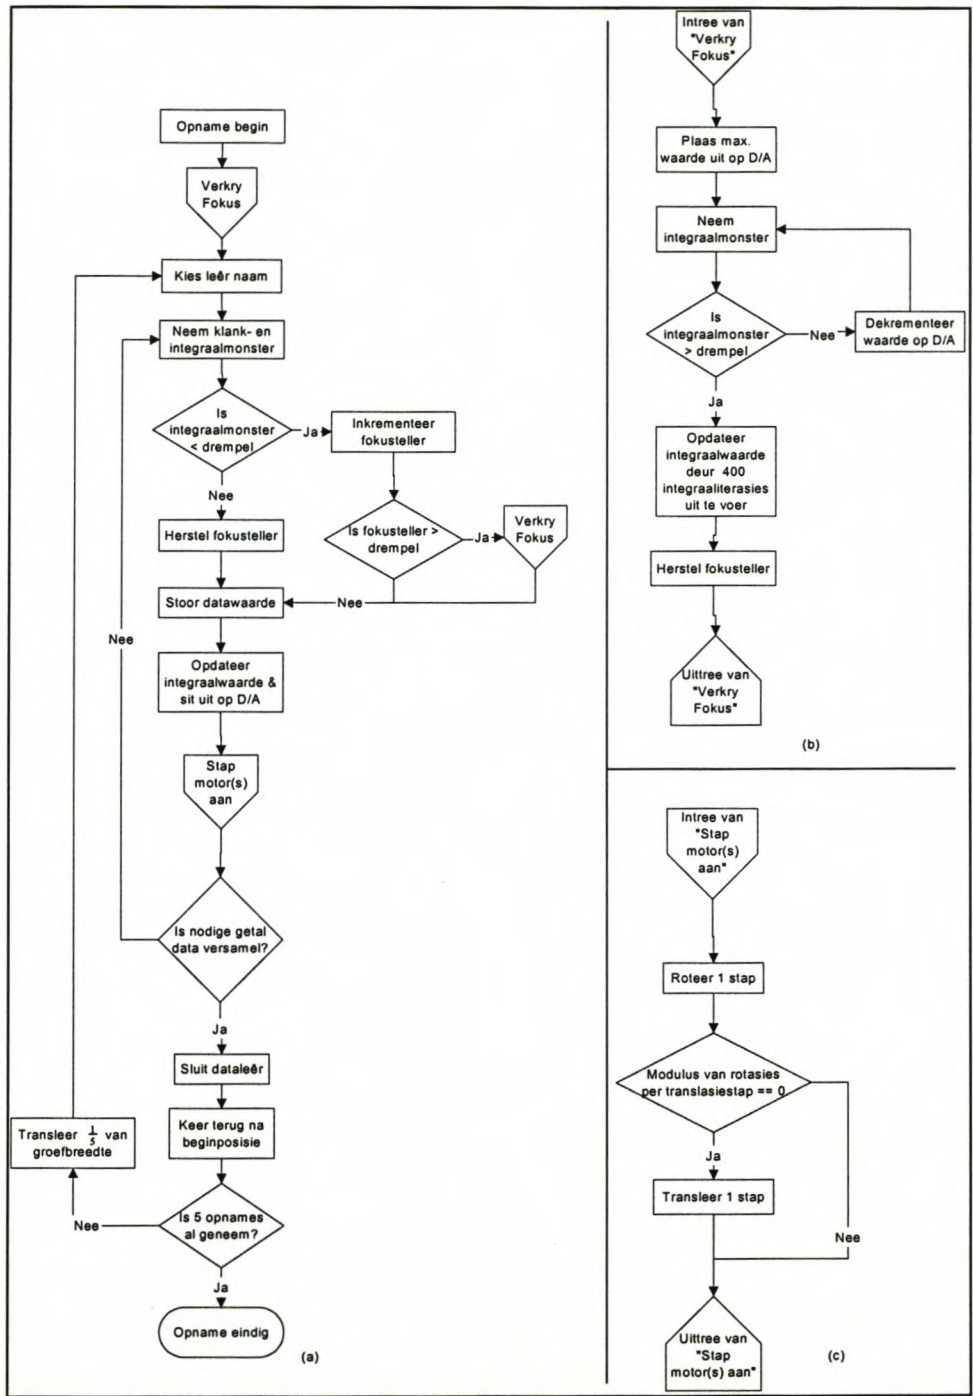 Opname begin
Verkry
Fokus
Kies leêr naam
Neem klank- en
integraalmonster
Is
integraalmonster
< drempel
Ja
Inkrementeer
fokusteller
Nee
Is fokusteller >
drempel
Ja
Verkry
Fokus
Herstel fokusteller
Stoor datawaarde
Nee
Nee
Opdateer
integraalwaarde &
sit uit op D/A
Stap
motor(s)
aan
Is nodige getal
data versamel?
Ja
Sluit dataleêr
Keer terug na
beginposisie
Transleer 1/5 van
groefbreedte
Nee
Is 5 opnames
al geneem?
Ja
Opname eindig
(a)
Intree van
"Verkry
Fokus"
Plaas max.
waarde uit op D/A
Neem
integraalmonster
Is
integraalmonster
> drempel
Nee
Dekrementeer
waarde op D/A
Ja
Opdateer
integraalwaarde
deur 400
integraaliterasies
uit te voer
Herstel fokusteller
Uittree van
"Verkry
Fokus"
(b)
Intree van
"Stap
motor(s)
aan"
Roteer 1 stap
Modulus van rotasies
per translasiestap == 0
Ja
Transleer 1 stap
Nee
Uittree van
"Stap
motor(s) aan"
(c)